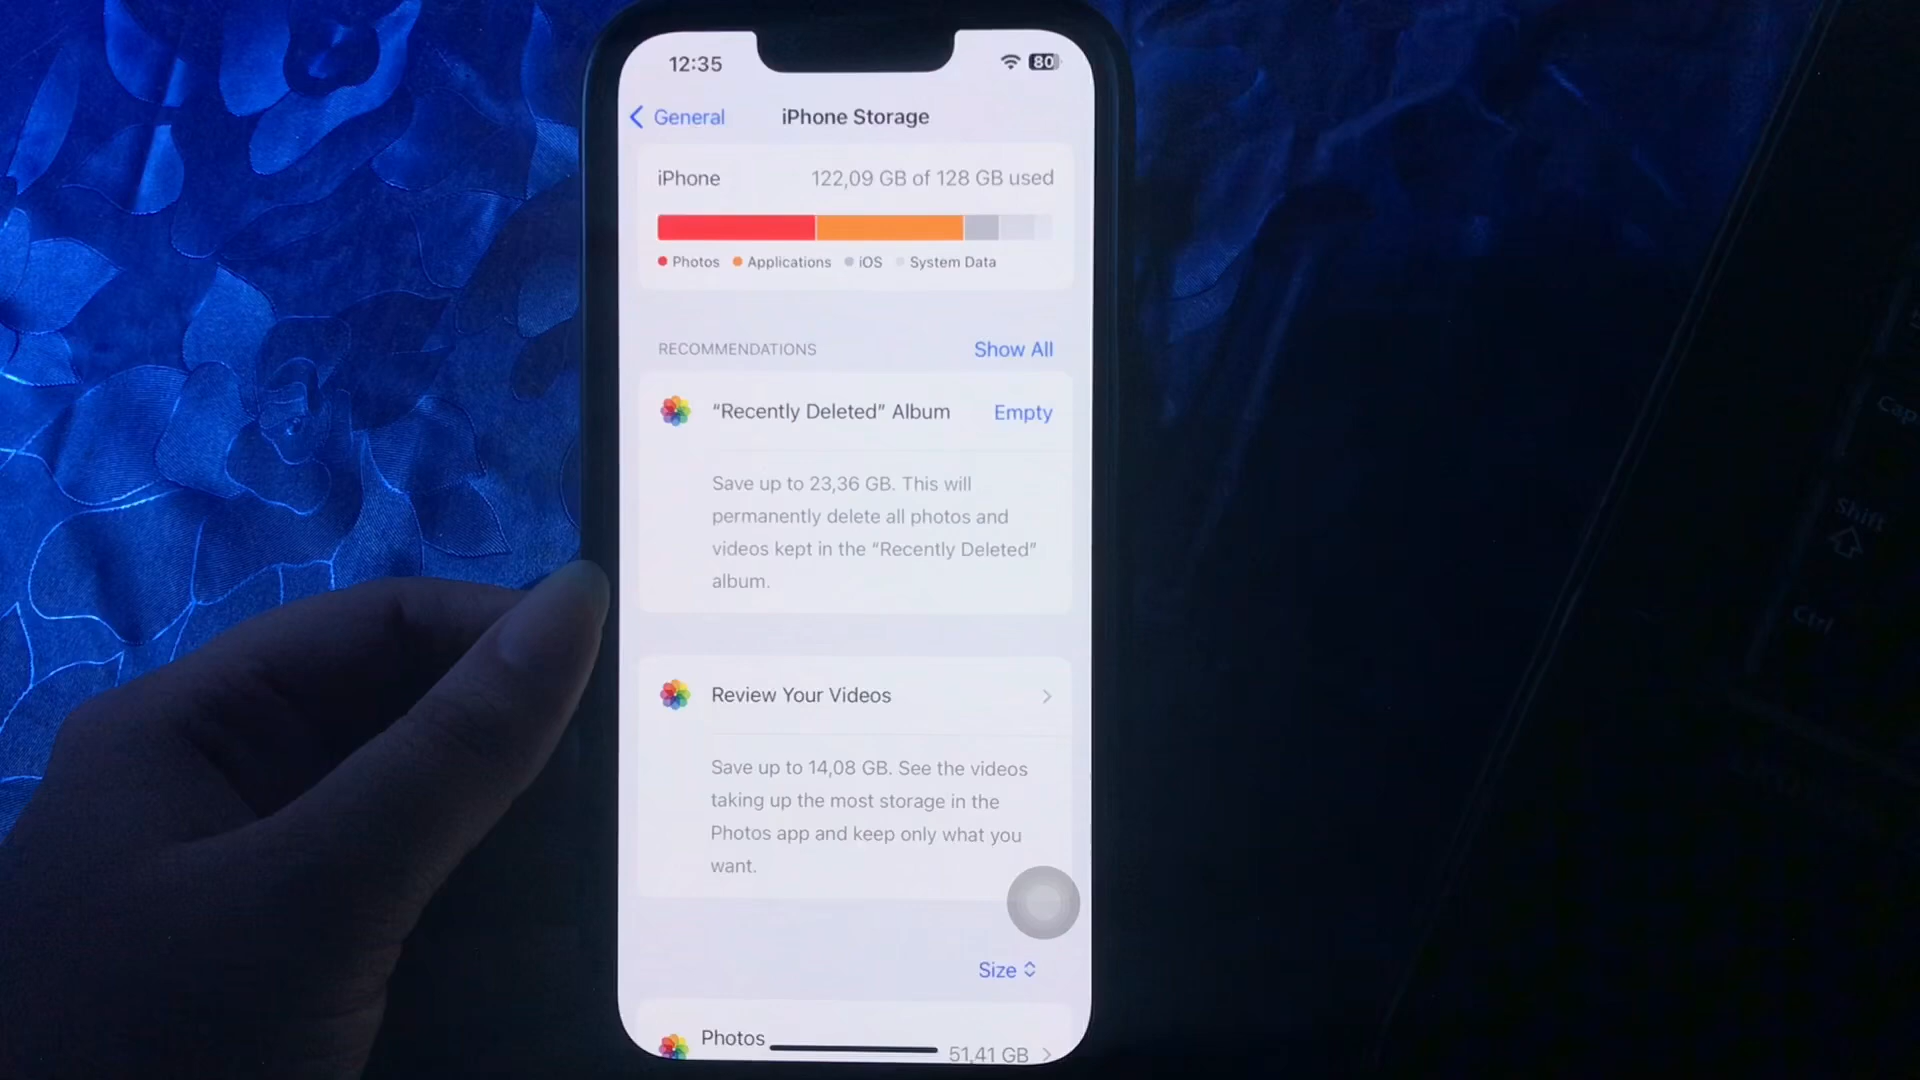 12:35
80
General
iPhone Storage
iPhone
122,09 GB of 128 GB used
Photos
Applications
iOS
System Data
RECOMMENDATIONS
Show All
“Recently Deleted” Album
Empty
Save up to 23,36 GB. This will
permanently delete all photos and
videos kept in the “Recently Deleted”
album.
Review Your Videos
Save up to 14,08 GB. See the videos
taking up the most storage in the
Photos app and keep only what you
want.
Size
Photos
51,41 GB
Cap
Shift
Ctrl